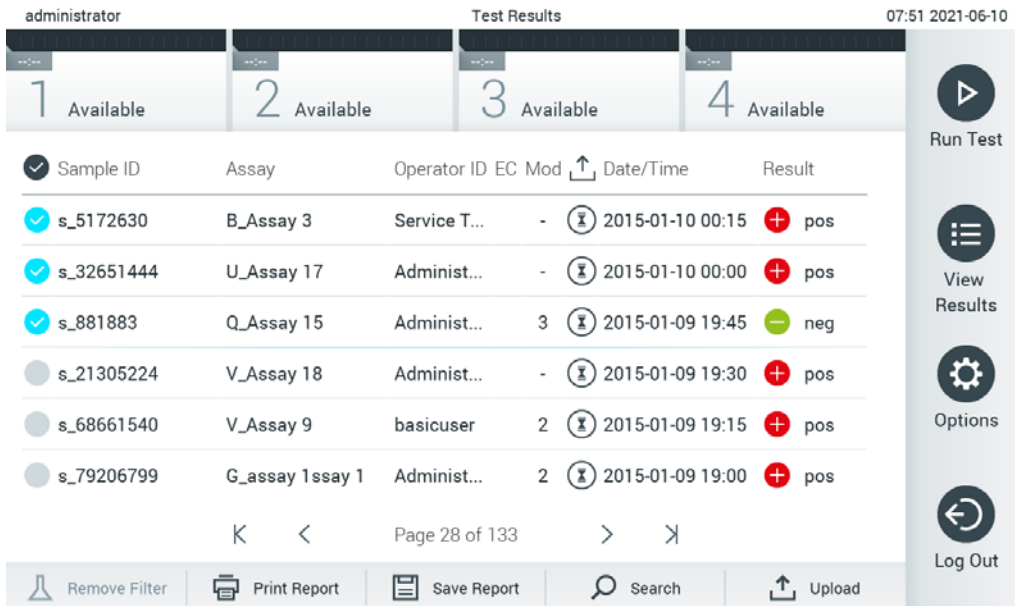 administrator Test Results 07:51 2021-06-10
--:-- --:-- --:-- --:--
1 Available 2 Available 3 Available 4 Available
Run Test
Sample ID Assay Operator ID EC Mod Date/Time Result
s_5172630 B_Assay 3 Service T... - 2015-01-10 00:15 pos
s_32651444 U_Assay 17 Administ... - 2015-01-10 00:00 pos
View
Results
s_881883 Q_Assay 15 Administ... 3 2015-01-09 19:45 neg
s_21305224 V_Assay 18 Administ... - 2015-01-09 19:30 pos
s_68661540 V_Assay 9 basicuser 2 2015-01-09 19:15 pos
Options
s_79206799 G_assay 1ssay 1 Administ... 2 2015-01-09 19:00 pos
Page 28 of 133
Log Out
Remove Filter Print Report Save Report Search Upload